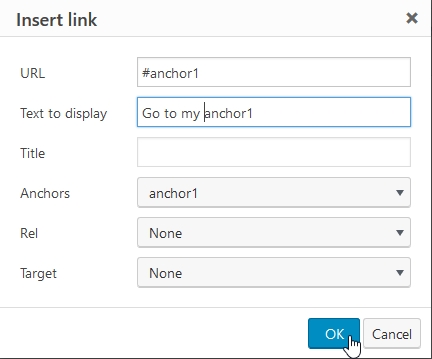 Insert link
URL #anchor1
Text to display Go to my anchor1
Title
Anchors anchor1
Rel None
Target None
OK Cancel